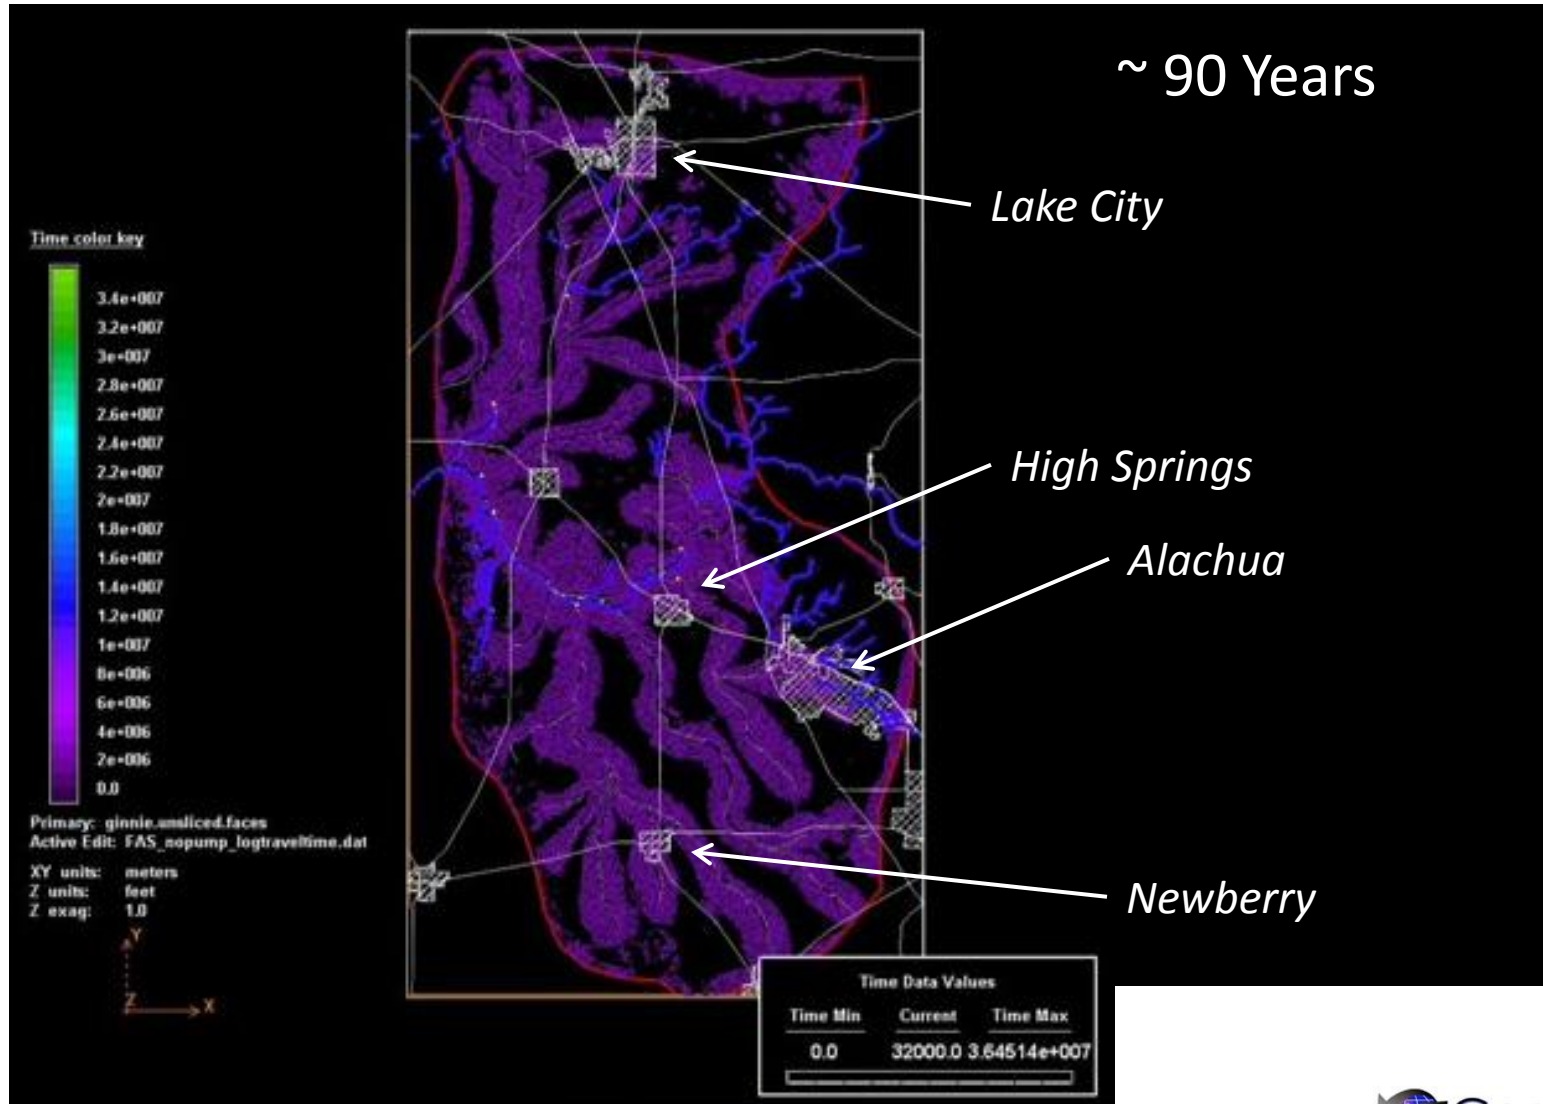 ~ 90 Years
Lake City
Time color key
3.4e+007
3.2e+007
3e+007
2.8e+007
2.6e+007
2.4e+007
2.2e+007
2e+007
1.8e+007
1.6e+007
1.4e+007
1.2e+007
1e+007
8e+006
6e+006
4e+006
2e+006
0.0
High Springs
Alachua
Primary: ginnie.unsliced.faces
Active Edit: FAS_nopump_logtraveltime.dat
XY units: meters
Z units: feet
Z exag: 1.0
Newberry
Y
Z
X
Time Data Values
Time Min Current Time Max
0.0 32000.0 3.64514e+007